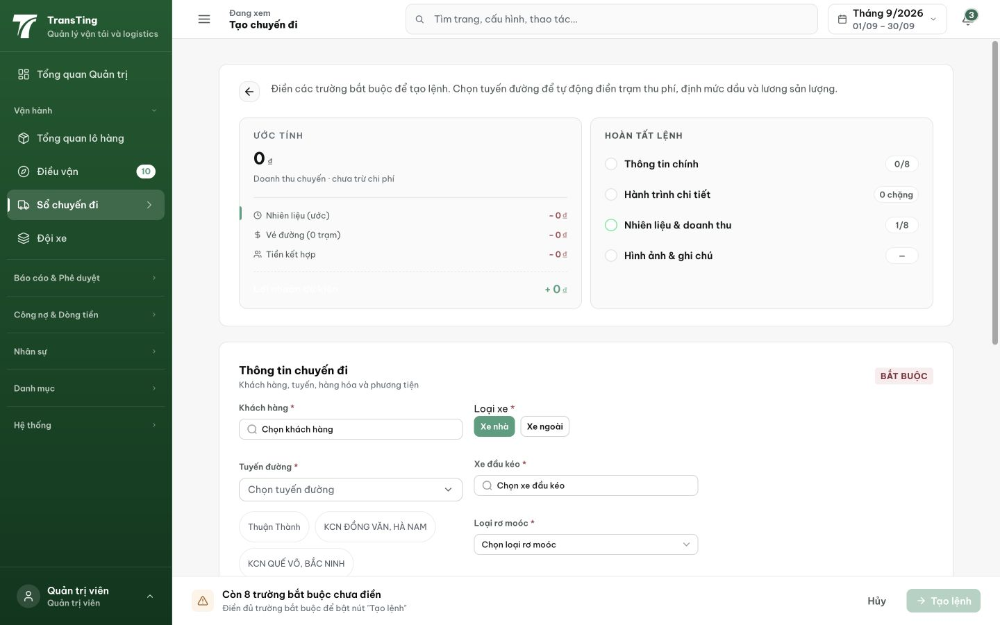 TransTing
Quản lý vận tải và logistics
Tổng quan Quản trị
Vận hành
Tổng quan lô hàng
Điều vận
10
Sổ chuyến đi
Đội xe
Báo cáo & Phê duyệt
Công nợ & Dòng tiền
Nhân sự
Danh mục
Hệ thống
Quản trị viên
Quản trị viên
Đang xem
Tạo chuyến đi
Tìm trang, cấu hình, thao tác...
Tháng 9/2026
01/09 – 30/09
3
Điền các trường bắt buộc để tạo lệnh. Chọn tuyến đường để tự động điền trạm thu phí, định mức dầu và lương sản lượng.
ƯỚC TÍNH
0 ₫
Doanh thu chuyến · chưa trừ chi phí
Nhiên liệu (ước)
- 0 ₫
Vé đường (0 trạm)
- 0 ₫
Tiền kết hợp
- 0 ₫
Lợi nhuận dự kiến
+ 0 ₫
HOÀN TẤT LỆNH
Thông tin chính
0/8
Hành trình chi tiết
0 chặng
Nhiên liệu & doanh thu
1/8
Hình ảnh & ghi chú
—
Thông tin chuyến đi
Khách hàng, tuyến, hàng hóa và phương tiện
BẮT BUỘC
Khách hàng *
Chọn khách hàng
Loại xe *
Xe nhà
Xe ngoài
Tuyến đường *
Chọn tuyến đường
Thuận Thành
KCN ĐỒNG VĂN, HÀ NAM
KCN QUẾ VÕ, BẮC NINH
Xe đầu kéo *
Chọn xe đầu kéo
Loại rơ moóc *
Chọn loại rơ moóc
Còn 8 trường bắt buộc chưa điền
Điền đủ trường bắt buộc để bật nút "Tạo lệnh"
Hủy
Tạo lệnh